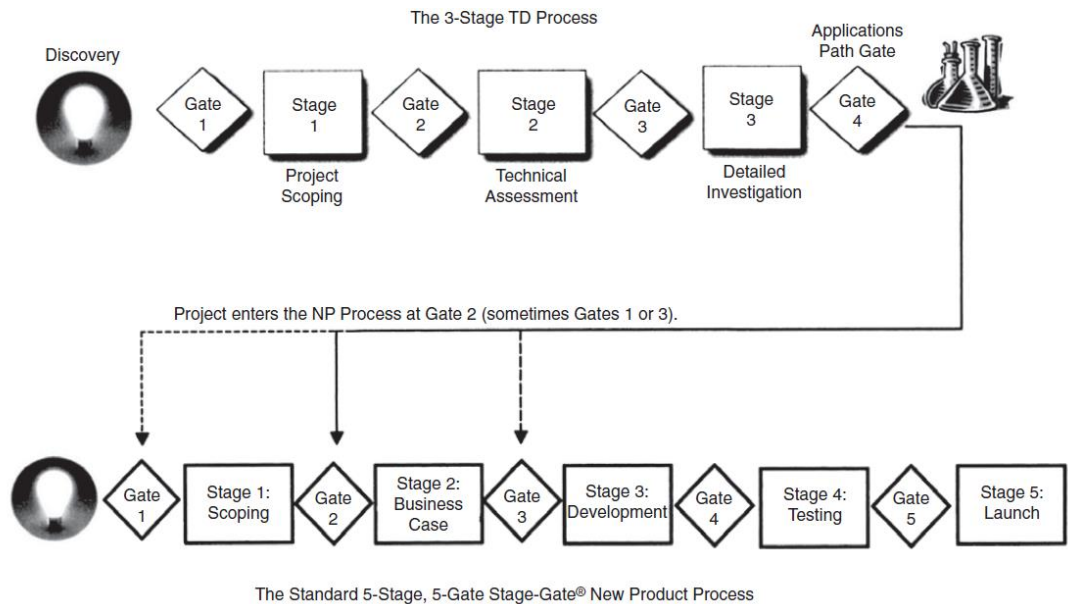 The 3-Stage TD Process
Discovery
Applications
Path Gate
Gate
1
Stage
1
Gate
2
Stage
2
Gate
3
Stage
3
Gate
4
Project
Scoping
Technical
Assessment
Detailed
Investigation
Project enters the NP Process at Gate 2 (sometimes Gates 1 or 3).
Gate
1
Stage 1:
Scoping
Gate
2
Stage 2:
Business
Case
Gate
3
Stage 3:
Development
Gate
4
Stage 4:
Testing
Gate
5
Stage 5:
Launch
The Standard 5-Stage, 5-Gate Stage-Gate® New Product Process